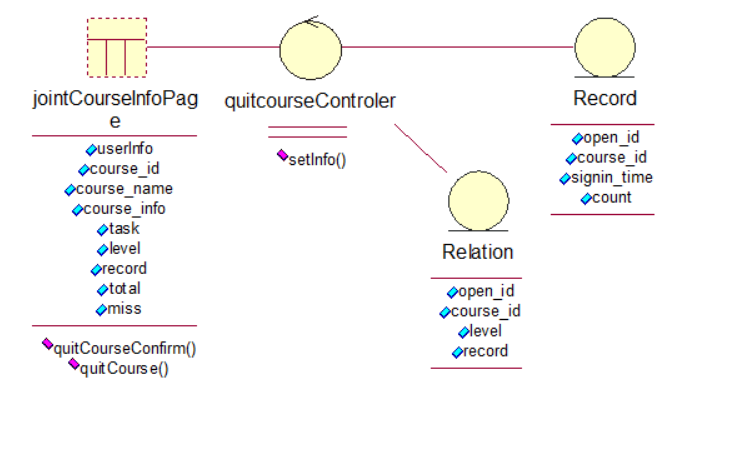 jointCourseInfoPag
e
userInfo
course_id
course_name
course_info
task
level
record
total
miss
quitCourseConfirm()
quitCourse()
quitcourseControler
setInfo()
Relation
open_id
course_id
level
record
Record
open_id
course_id
signin_time
count